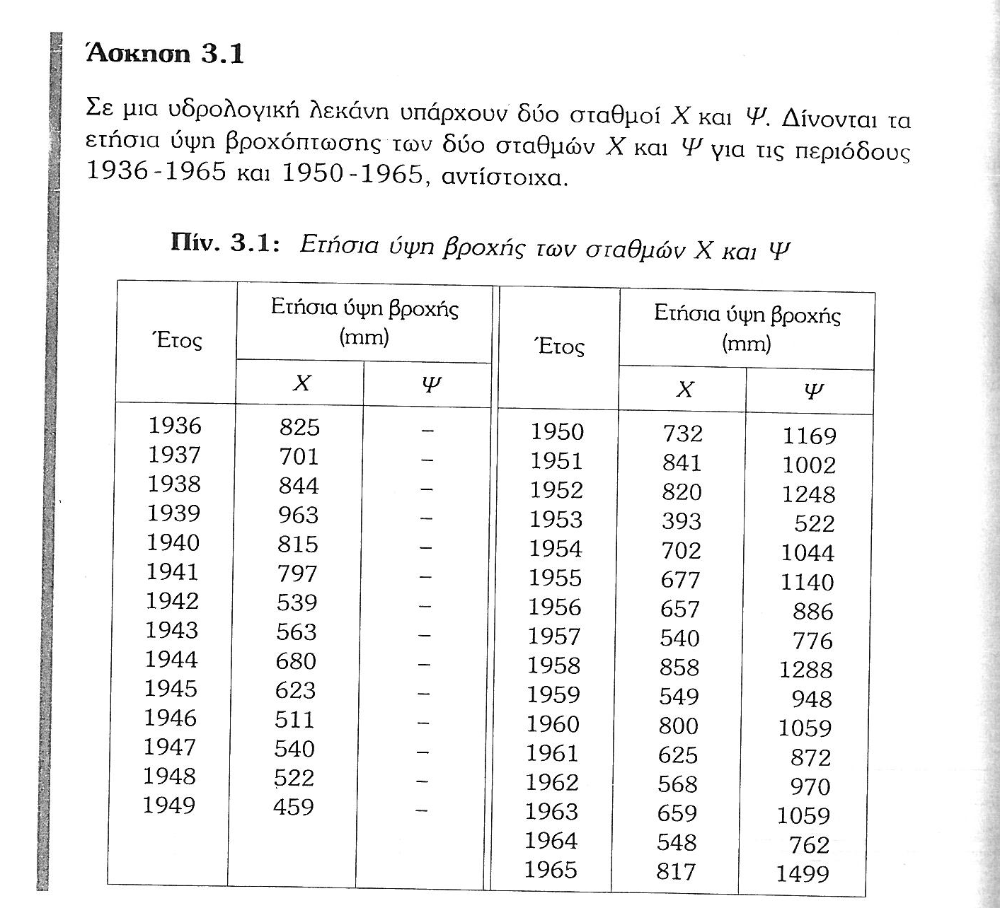 Άσκηση 3.1
Σε μια υδρολογική λεκάνη υπάρχουν δύο σταθμοί Χ και Ψ. Δίνονται τα
ετήσια ύψη βροχόπτωσης των δύο σταθμών Χ και Ψ για τις περιόδους
1936-1965 και 1950-1965, αντίστοιχα.
Πίν. 3.1: Ετήσια ύψη βροχής των σταθμών Χ και Ψ
Έτος Ετήσια ύψη βροχής (mm) Έτος Ετήσια ύψη βροχής (mm)
Χ Ψ Χ Ψ
1936 825 – 1950 732 1169
1937 701 – 1951 841 1002
1938 844 – 1952 820 1248
1939 963 – 1953 393 522
1940 815 – 1954 702 1044
1941 797 – 1955 677 1140
1942 539 – 1956 657 886
1943 563 – 1957 540 776
1944 680 – 1958 858 1288
1945 623 – 1959 549 948
1946 511 – 1960 800 1059
1947 540 – 1961 625 872
1948 522 – 1962 568 970
1949 459 – 1963 659 1059
1964 548 762
1965 817 1499